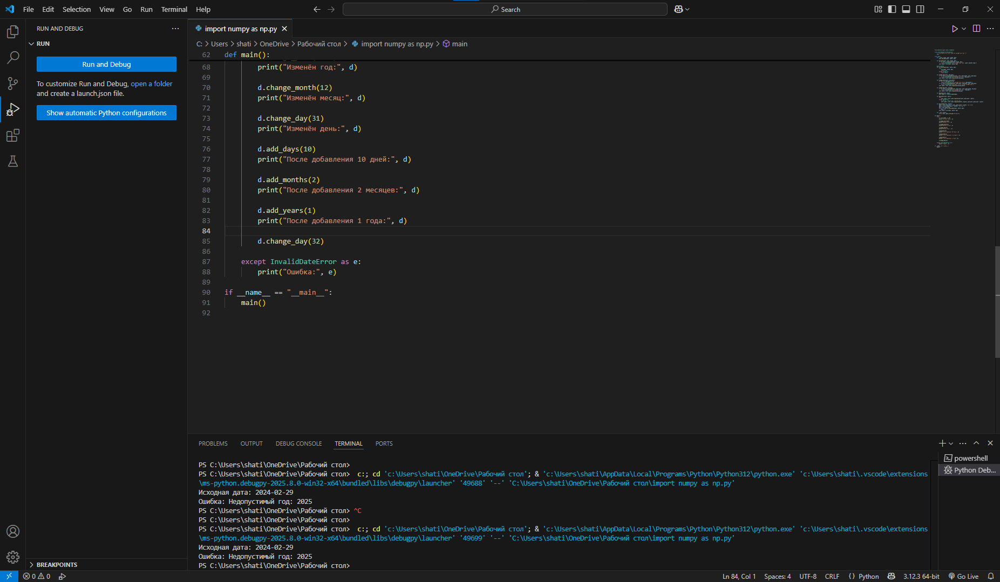 File Edit Selection View Go Run Terminal Help
Search
RUN AND DEBUG
RUN
Run and Debug
To customize Run and Debug, open a folder
and create a launch.json file.
Show automatic Python configurations
BREAKPOINTS
import numpy as np.py
C: > Users > shati > OneDrive > Рабочий стол > import numpy as np.py > main
62 def main():
68 print("Изменён год:", d)
69
70 d.change_month(12)
71 print("Изменён месяц:", d)
72
73 d.change_day(31)
74 print("Изменён день:", d)
75
76 d.add_days(10)
77 print("После добавления 10 дней:", d)
78
79 d.add_months(2)
80 print("После добавления 2 месяцев:", d)
81
82 d.add_years(1)
83 print("После добавления 1 года:", d)
84
85 d.change_day(32)
86
87 except InvalidDateError as e:
88 print("Ошибка:", e)
89
90 if __name__ == "__main__":
91 main()
92
PROBLEMS OUTPUT DEBUG CONSOLE TERMINAL PORTS
PS C:\Users\shati\OneDrive\Рабочий стол>
PS C:\Users\shati\OneDrive\Рабочий стол> c:; cd 'c:\Users\shati\OneDrive\Рабочий стол'; & 'c:\Users\shati\AppData\Local\Programs\Python\Python312\python.exe' 'c:\Users\shati\.vscode\extensions
\ms-python.debugpy-2025.8.0-win32-x64\bundled\libs\debugpy\launcher' '49688' '--' 'C:\Users\shati\OneDrive\Рабочий стол\import numpy as np.py'
Исходная дата: 2024-02-29
Ошибка: Недопустимый год: 2025
PS C:\Users\shati\OneDrive\Рабочий стол> ^C
PS C:\Users\shati\OneDrive\Рабочий стол>
PS C:\Users\shati\OneDrive\Рабочий стол> c:; cd 'c:\Users\shati\OneDrive\Рабочий стол'; & 'c:\Users\shati\AppData\Local\Programs\Python\Python312\python.exe' 'c:\Users\shati\.vscode\extensions
\ms-python.debugpy-2025.8.0-win32-x64\bundled\libs\debugpy\launcher' '49699' '--' 'C:\Users\shati\OneDrive\Рабочий стол\import numpy as np.py'
Исходная дата: 2024-02-29
Ошибка: Недопустимый год: 2025
PS C:\Users\shati\OneDrive\Рабочий стол>
powershell
Python Deb...
0 0
Ln 84, Col 1 Spaces: 4 UTF-8 CRLF {} Python 3.12.3 64-bit Go Live